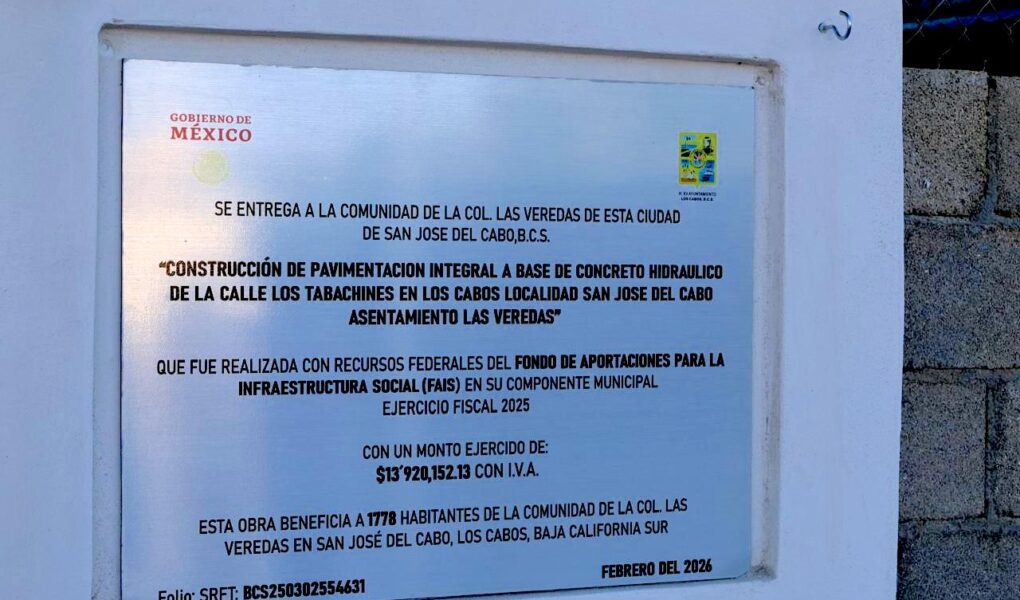 GOBIERNO DE
MÉXICO
H. XV AYUNTAMIENTO
LOS CABOS, B.C.S.
SE ENTREGA A LA COMUNIDAD DE LA COL. LAS VEREDAS DE ESTA CIUDAD
DE SAN JOSE DEL CABO,B.C.S.
“CONSTRUCCIÓN DE PAVIMENTACION INTEGRAL A BASE DE CONCRETO HIDRAULICO
DE LA CALLE LOS TABACHINES EN LOS CABOS LOCALIDAD SAN JOSE DEL CABO
ASENTAMIENTO LAS VEREDAS”
QUE FUE REALIZADA CON RECURSOS FEDERALES DEL FONDO DE APORTACIONES PARA LA
INFRAESTRUCTURA SOCIAL (FAIS) EN SU COMPONENTE MUNICIPAL
EJERCICIO FISCAL 2025
CON UN MONTO EJERCIDO DE:
$13´920,152.13 CON I.V.A.
ESTA OBRA BENEFICIA A 1778 HABITANTES DE LA COMUNIDAD DE LA COL. LAS
VEREDAS EN SAN JOSÉ DEL CABO, LOS CABOS, BAJA CALIFORNIA SUR
FEBRERO DEL 2026
Folio: SRFT: BCS250302554631